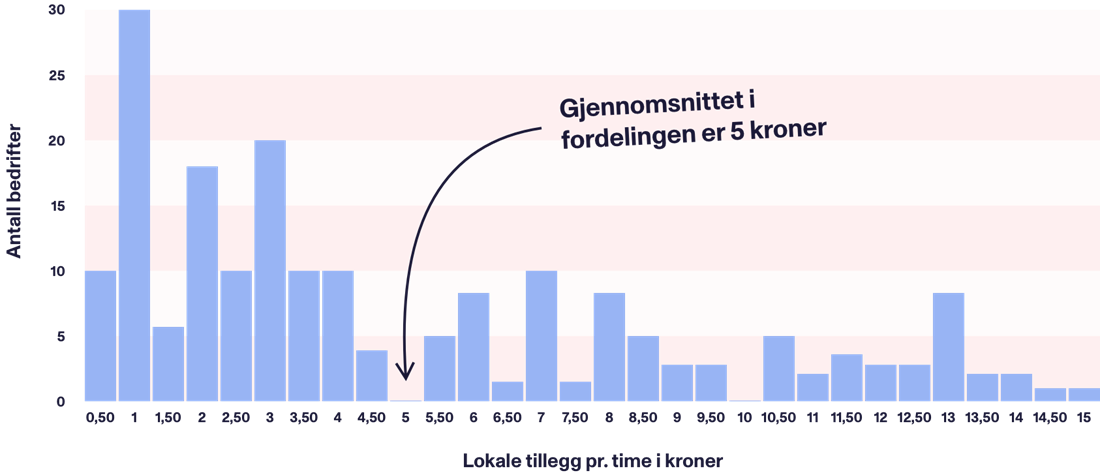 30
25
20
15
10
5
0
Antall bedrifter
Gjennomsnittet i
fordelingen er 5 kroner
0,50 1 1,50 2 2,50 3 3,50 4 4,50 5 5,50 6 6,50 7 7,50 8 8,50 9 9,50 10 10,50 11 11,50 12 12,50 13 13,50 14 14,50 15
Lokale tillegg pr. time i kroner